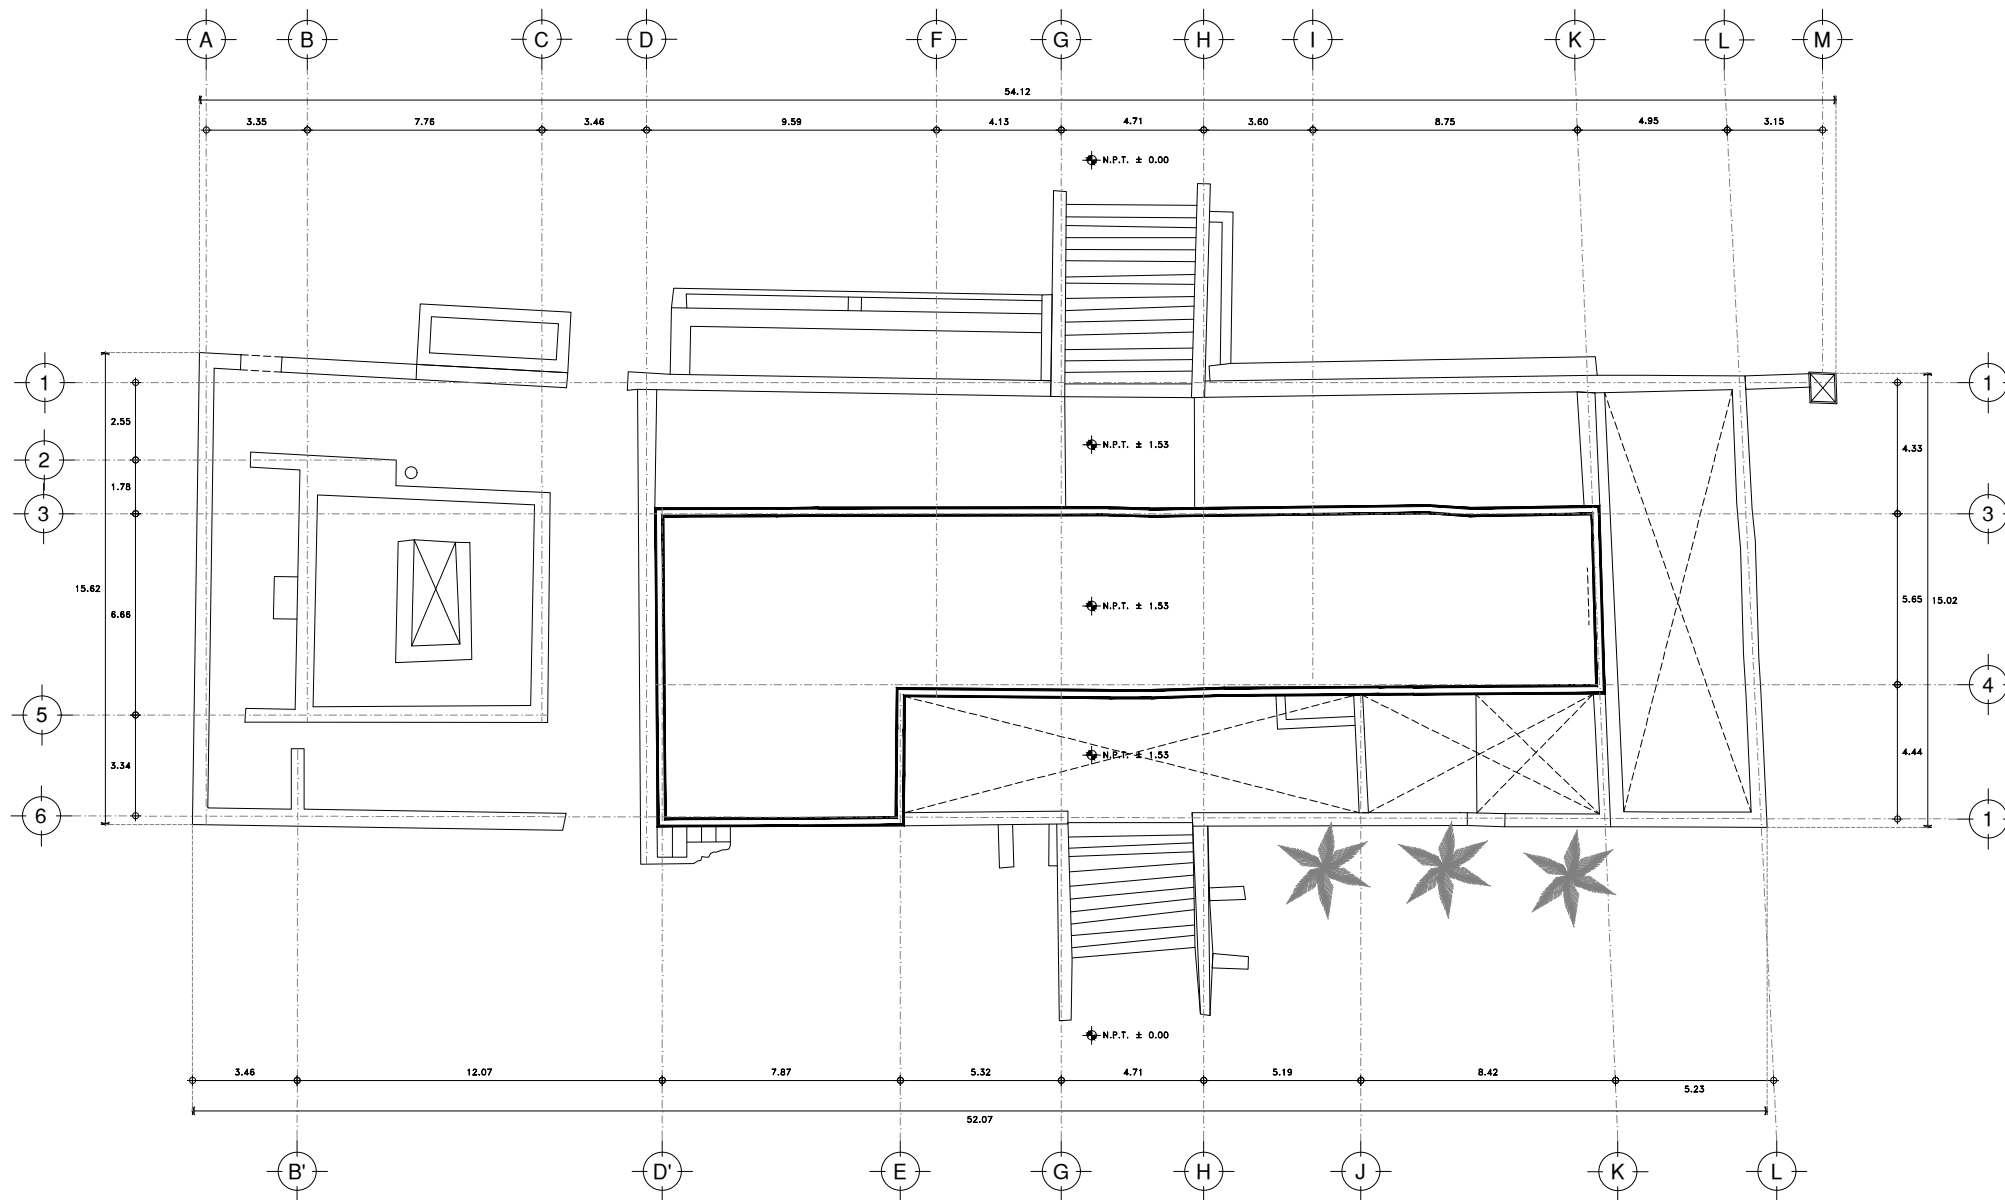 A B C D F G H I K L M
54.12
3.35 7.76 3.46 9.59 4.13 4.71 3.60 8.75 4.95 3.15
N.P.T. ± 0.00
1 1
2.55
N.P.T. ± 1.53 4.33
2
1.78
3 3
15.62 6.66 N.P.T. ± 1.53 5.65 15.02
4
5
3.34 N.P.T. ± 1.53 4.44
6 1
N.P.T. ± 0.00
3.46 12.07 7.87 5.32 4.71 5.19 8.42 5.23
52.07
B' D' E G H J K L